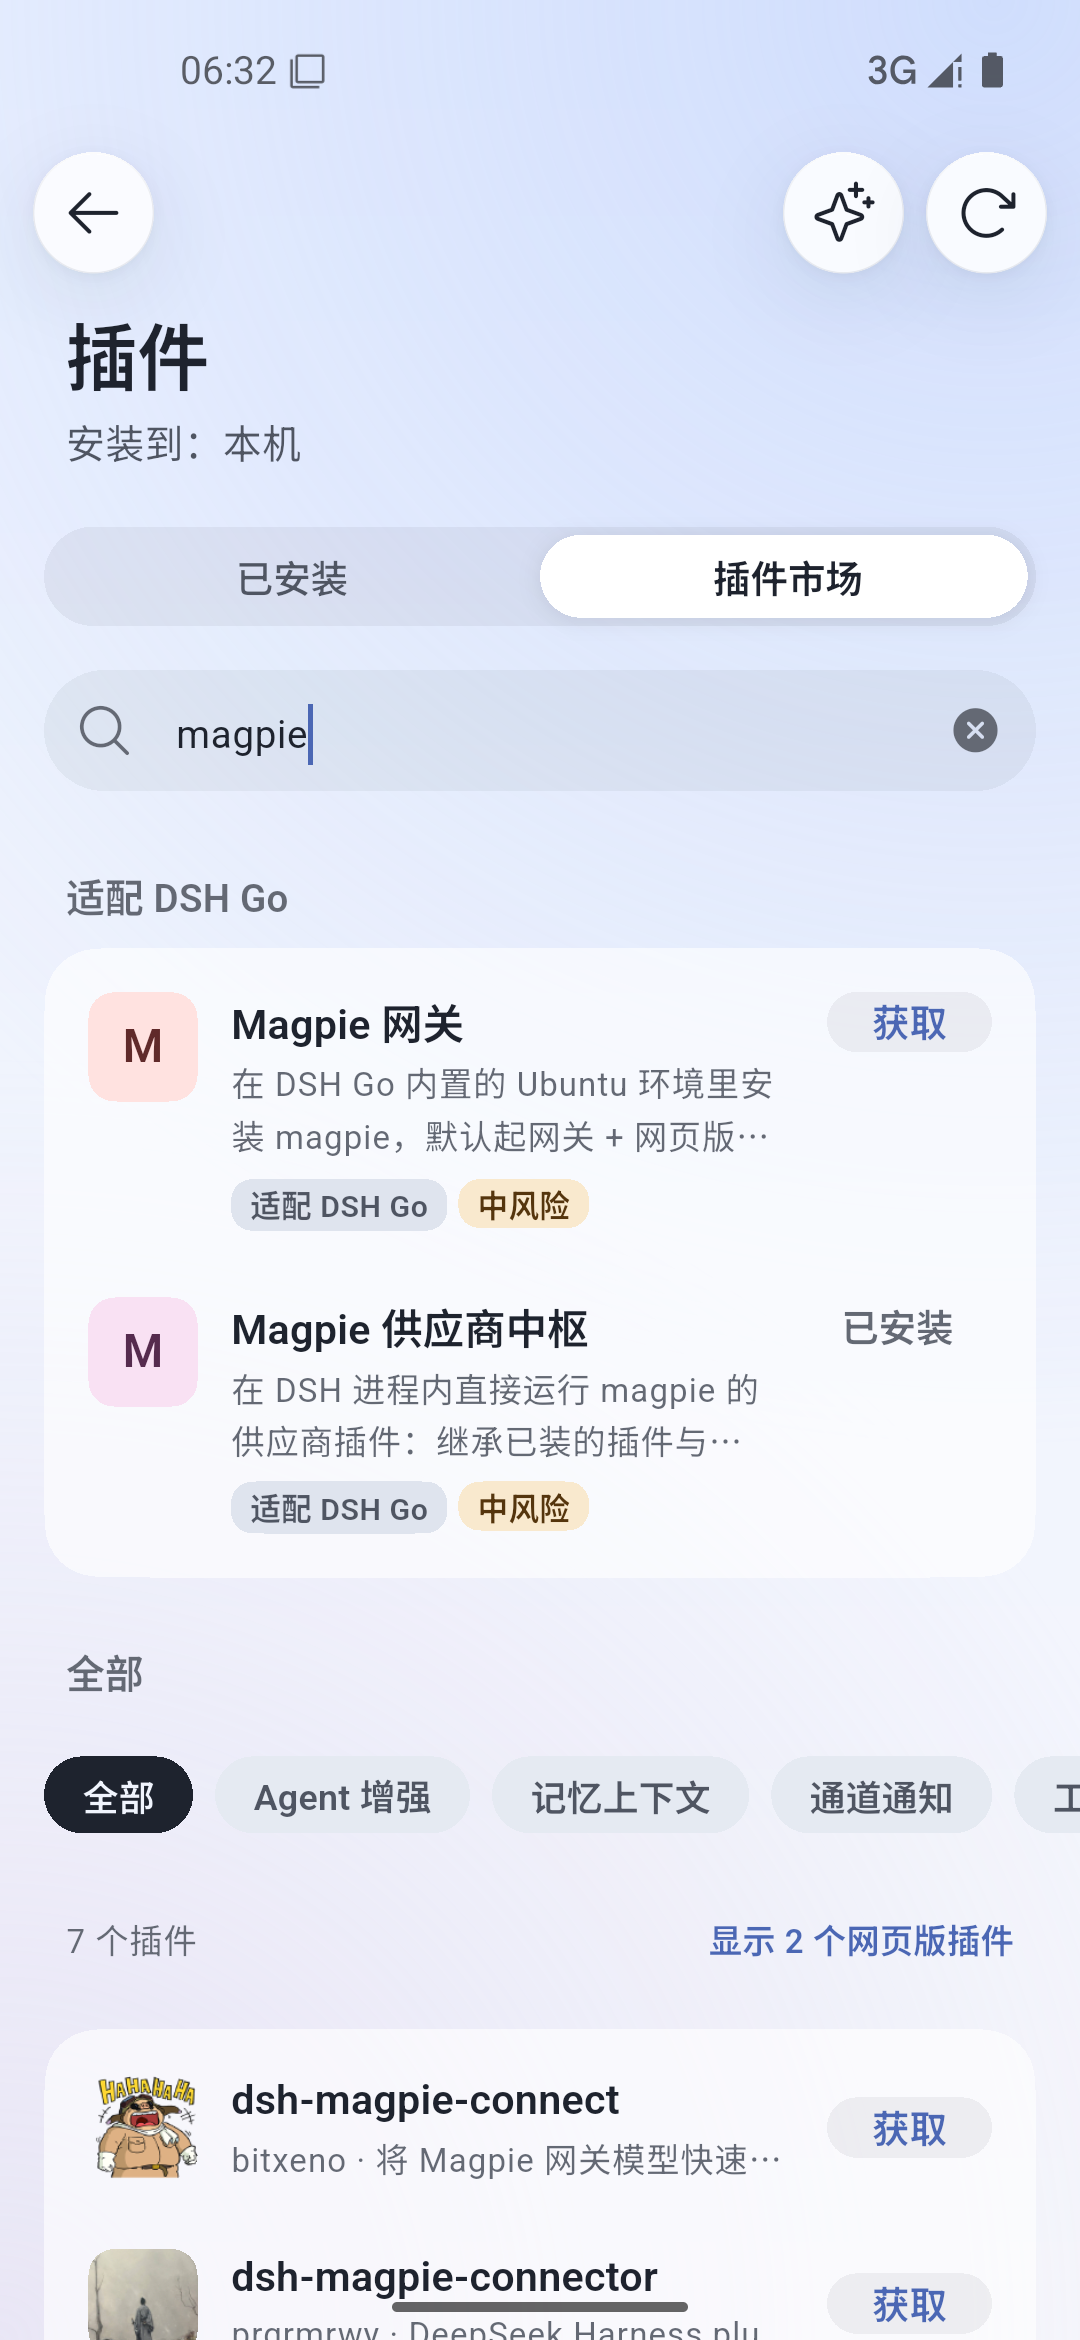 06:32
3G
插件
安装到：本机
已安装
插件市场
magpie
适配 DSH Go
M
Magpie 网关
获取
在 DSH Go 内置的 Ubuntu 环境里安
装 magpie，默认起网关 + 网页版…
适配 DSH Go
中风险
M
Magpie 供应商中枢
已安装
在 DSH 进程内直接运行 magpie 的
供应商插件：继承已装的插件与…
适配 DSH Go
中风险
全部
全部
Agent 增强
记忆上下文
通道通知
工
7 个插件
显示 2 个网页版插件
HAHAHAHA
dsh-magpie-connect
bitxeno · 将 Magpie 网关模型快速…
获取
dsh-magpie-connector
prgrmrwy · DeepSeek Harness plu
获取